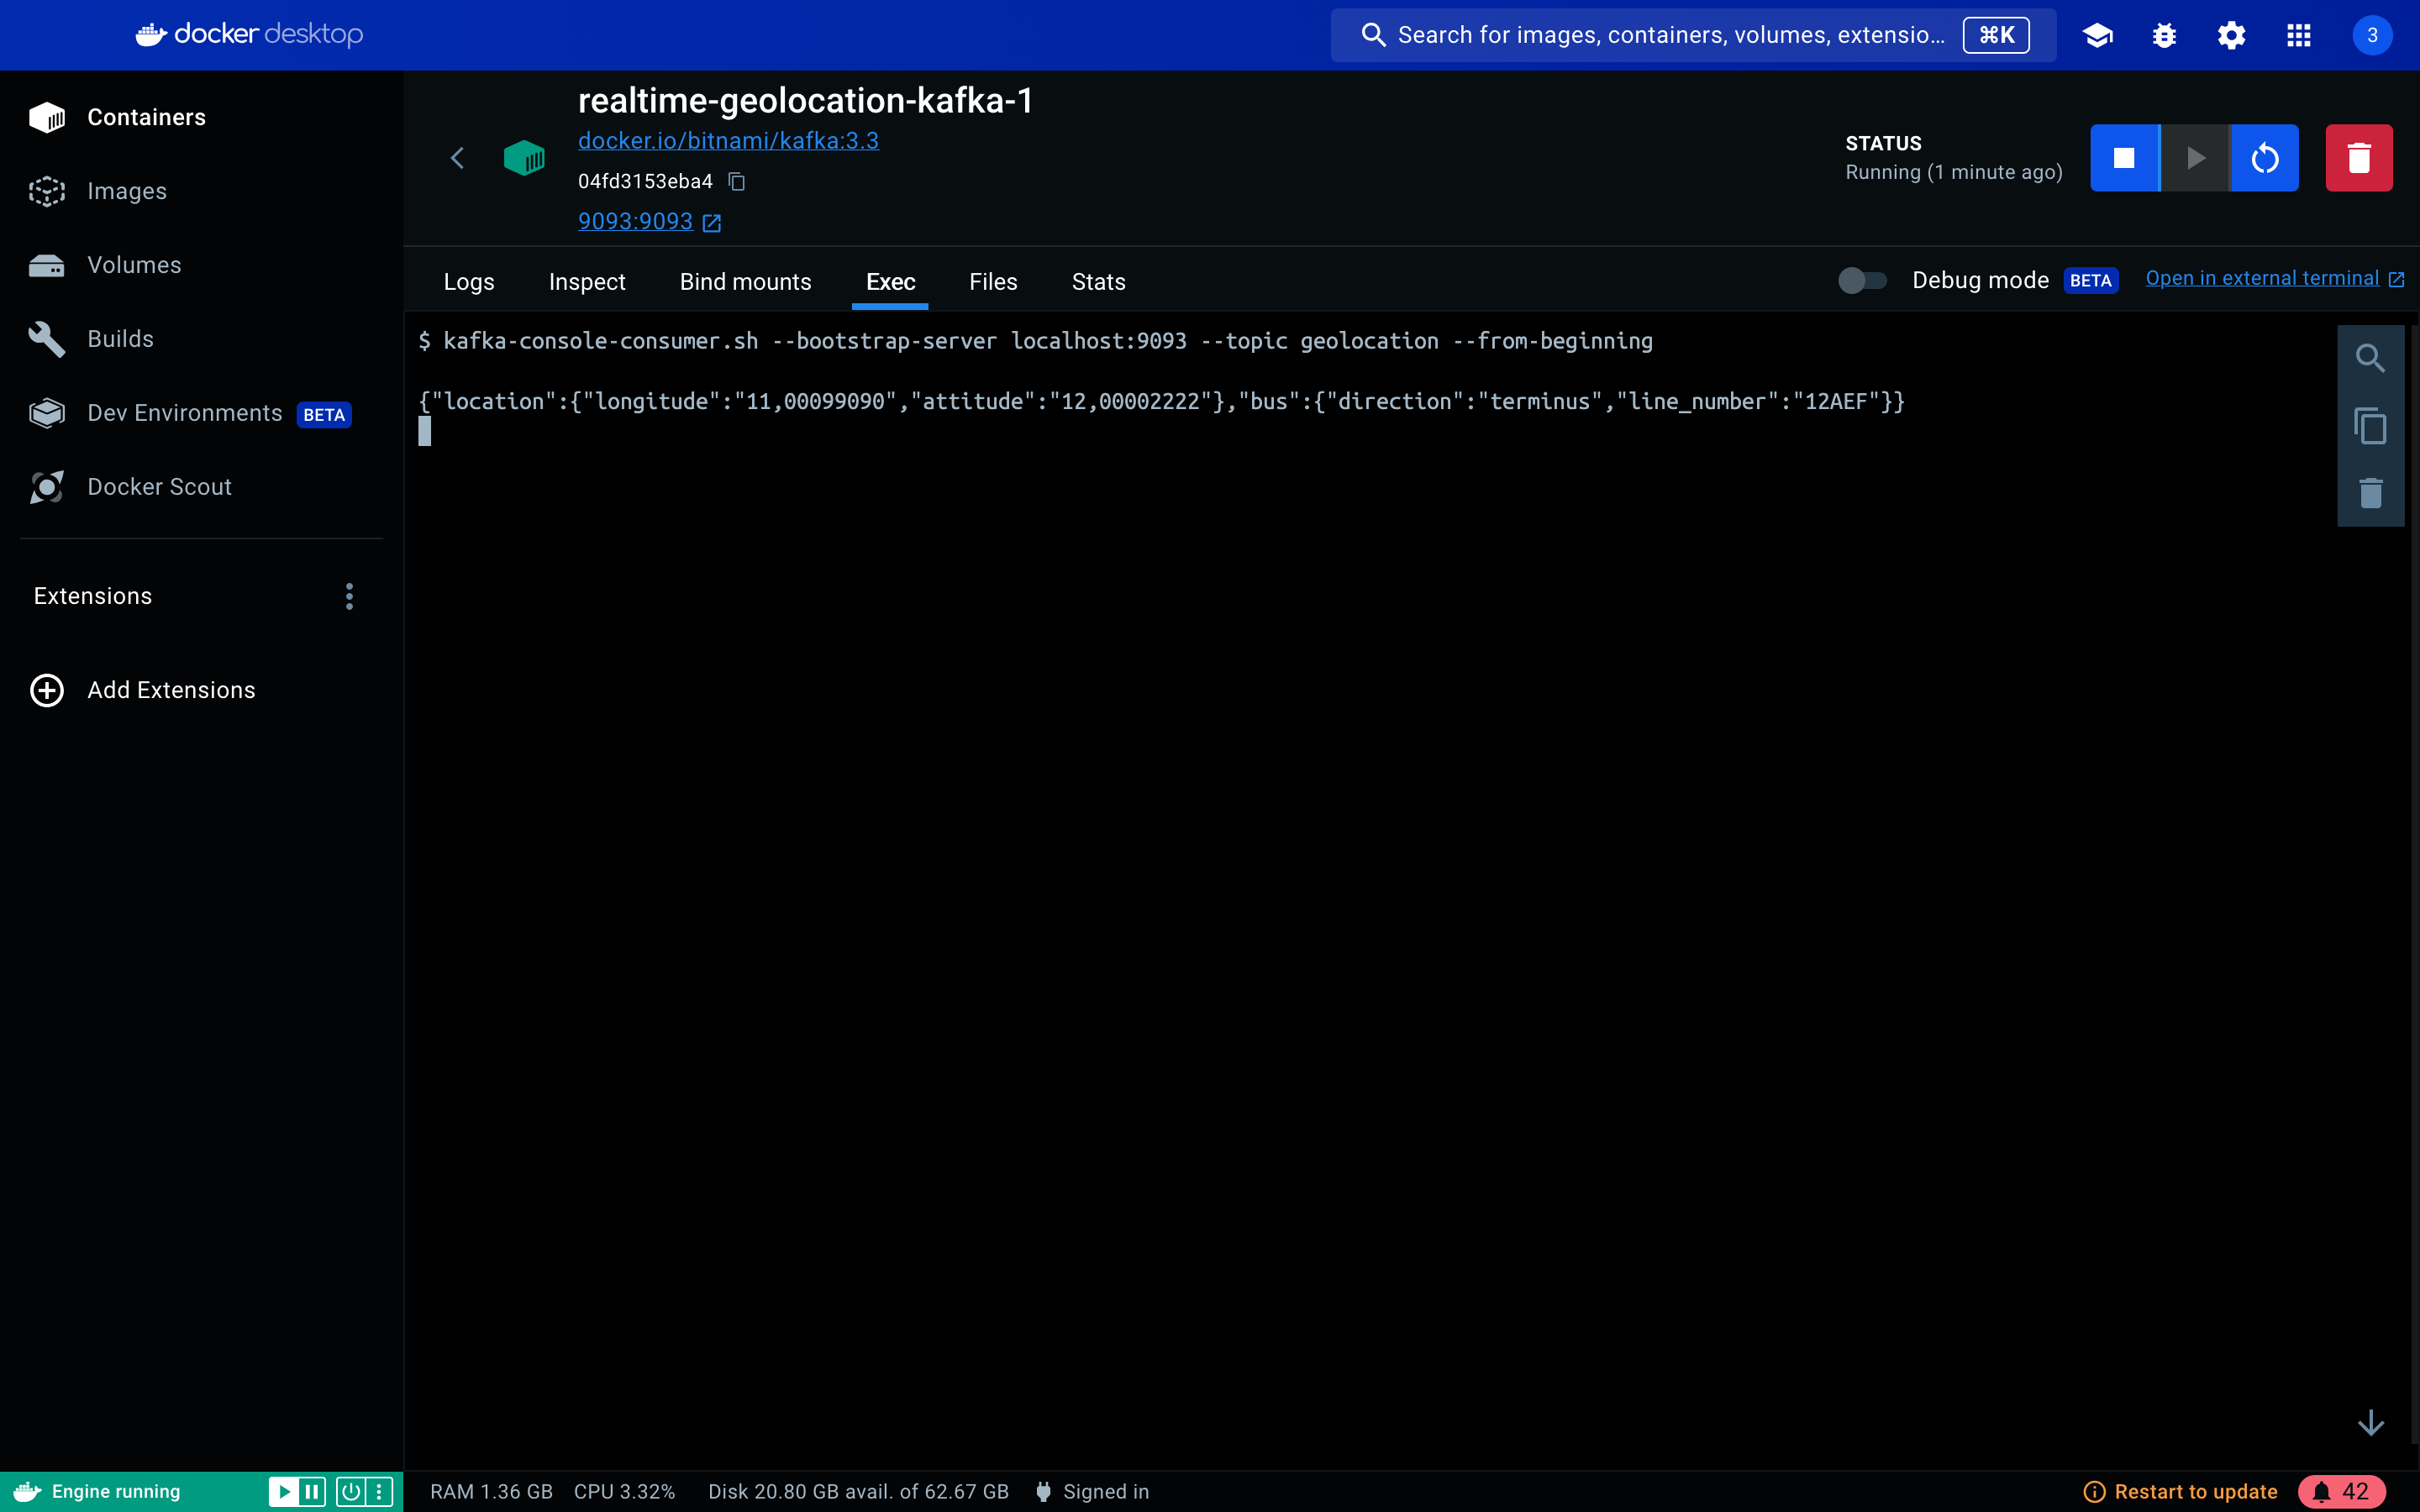 docker desktop
Search for images, containers, volumes, extensio...
⌘K
3
Containers
Images
Volumes
Builds
Dev Environments BETA
Docker Scout
Extensions
Add Extensions
realtime-geolocation-kafka-1
docker.io/bitnami/kafka:3.3
04fd3153eba4
9093:9093
STATUS
Running (1 minute ago)
Logs Inspect Bind mounts Exec Files Stats
Debug mode BETA Open in external terminal
$ kafka-console-consumer.sh --bootstrap-server localhost:9093 --topic geolocation --from-beginning
{"location":{"longitude":"11,00099090","attitude":"12,00002222"},"bus":{"direction":"terminus","line_number":"12AEF"}}
Engine running
RAM 1.36 GB CPU 3.32% Disk 20.80 GB avail. of 62.67 GB Signed in
Restart to update 42